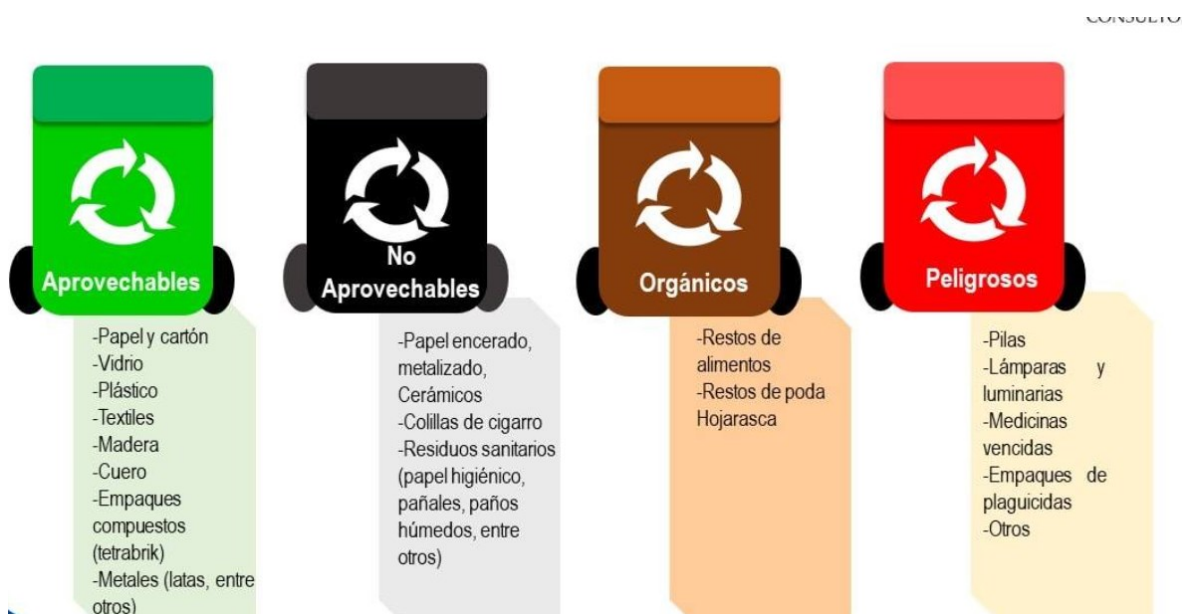 CONSULTO
Aprovechables
-Papel y cartón
-Vidrio
-Plástico
-Textiles
-Madera
-Cuero
-Empaques
compuestos
(tetrabrik)
-Metales (latas, entre
otros)
No
Aprovechables
-Papel encerado,
metalizado,
Cerámicos
-Colillas de cigarro
-Residuos sanitarios
(papel higiénico,
pañales, paños
húmedos, entre
otros)
Orgánicos
-Restos de
alimentos
-Restos de poda
Hojarasca
Peligrosos
-Pilas
-Lámparas y
luminarias
-Medicinas
vencidas
-Empaques de
plaguicidas
-Otros